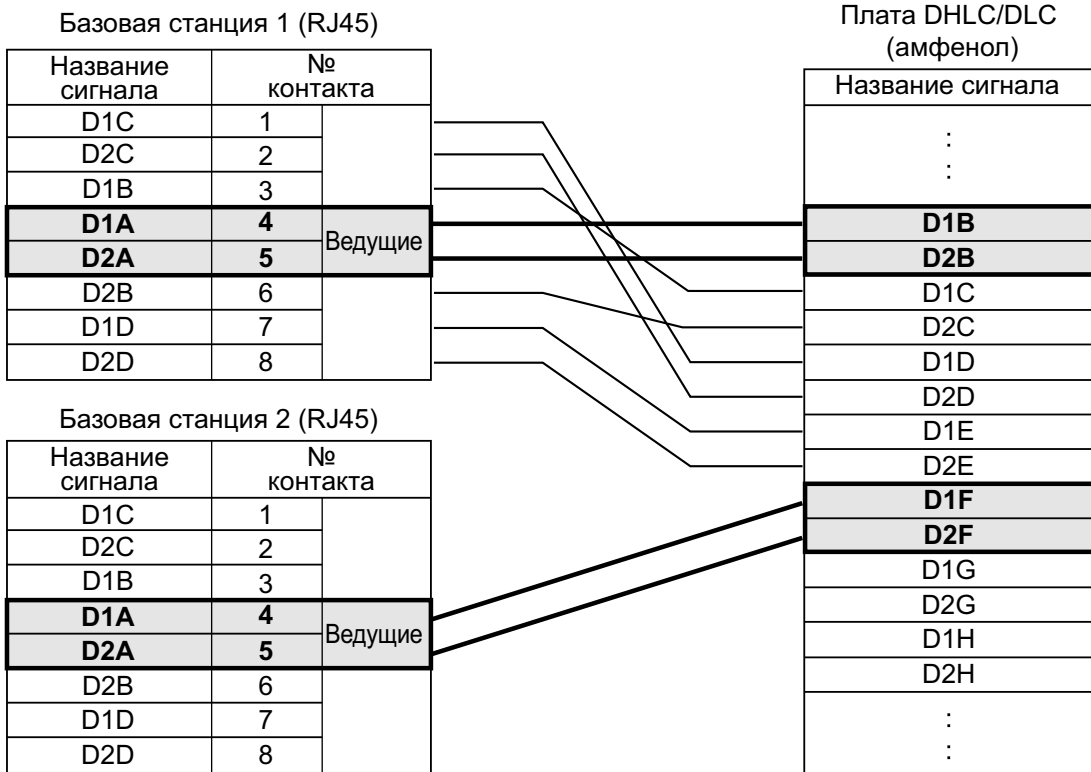 Базовая станция 1 (RJ45)
Название сигнала № контакта
D1C 1
D2C 2
D1B 3
D1A 4 Ведущие
D2A 5
D2B 6
D1D 7
D2D 8
Базовая станция 2 (RJ45)
Название сигнала № контакта
D1C 1
D2C 2
D1B 3
D1A 4 Ведущие
D2A 5
D2B 6
D1D 7
D2D 8
Плата DHLC/DLC
(амфенол)
Название сигнала
:
:
D1B
D2B
D1C
D2C
D1D
D2D
D1E
D2E
D1F
D2F
D1G
D2G
D1H
D2H
:
: